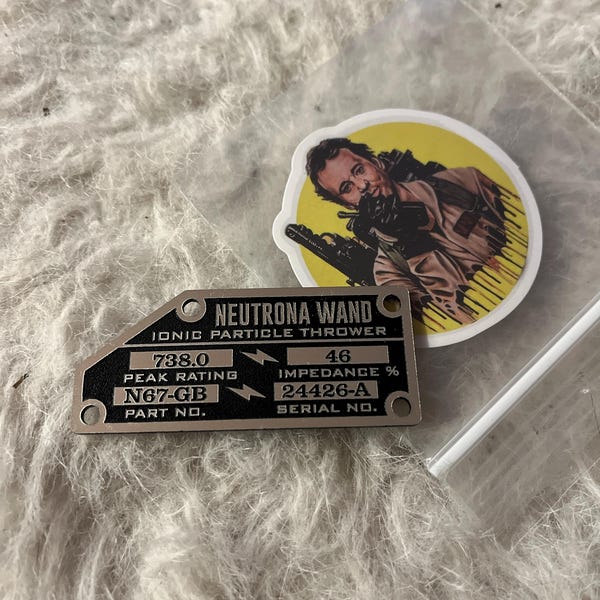 NEUTRONA WAND
IONIC PARTICLE THROWER
738.0 46
PEAK RATING IMPEDANCE %
N67-GB 24426-A
PART NO. SERIAL NO.